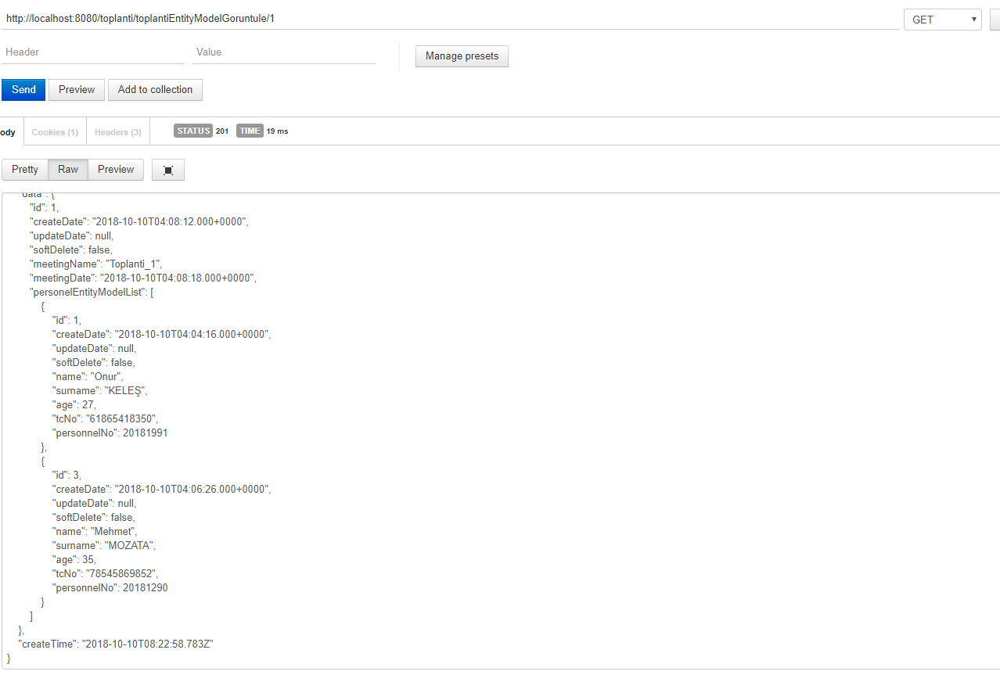 http://localhost:8080/toplanti/toplantiEntityModelGoruntule/1
GET
Header
Value
Manage presets
Send
Preview
Add to collection
ody
Cookies (1)
Headers (3)
STATUS 201 TIME 19 ms
Pretty
Raw
Preview
"data": {
"id": 1,
"createDate": "2018-10-10T04:08:12.000+0000",
"updateDate": null,
"softDelete": false,
"meetingName": "Toplanti_1",
"meetingDate": "2018-10-10T04:08:18.000+0000",
"personelEntityModelList": [
{
"id": 1,
"createDate": "2018-10-10T04:04:16.000+0000",
"updateDate": null,
"softDelete": false,
"name": "Onur",
"surname": "KELEŞ",
"age": 27,
"tcNo": "61865418350",
"personnelNo": 20181991
},
{
"id": 3,
"createDate": "2018-10-10T04:06:26.000+0000",
"updateDate": null,
"softDelete": false,
"name": "Mehmet",
"surname": "MOZATA",
"age": 35,
"tcNo": "78545869852",
"personnelNo": 20181290
}
]
},
"createTime": "2018-10-10T08:22:58.783Z"
}